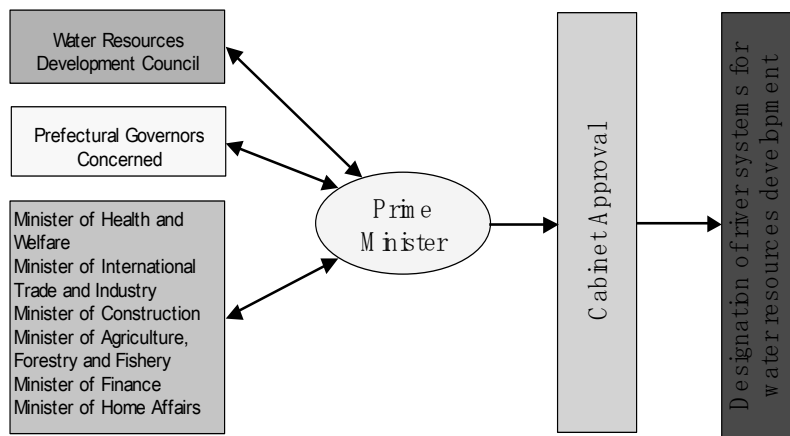 Water Resources
Development Council
Prefectural Governors
Concerned
Minister of Health and
Welfare
Minister of International
Trade and Industry
Minister of Construction
Minister of Agriculture,
Forestry and Fishery
Minister of Finance
Minister of Home Affairs
Prime
Minister
Cabinet Approval
Designation of river systems for
water resources development